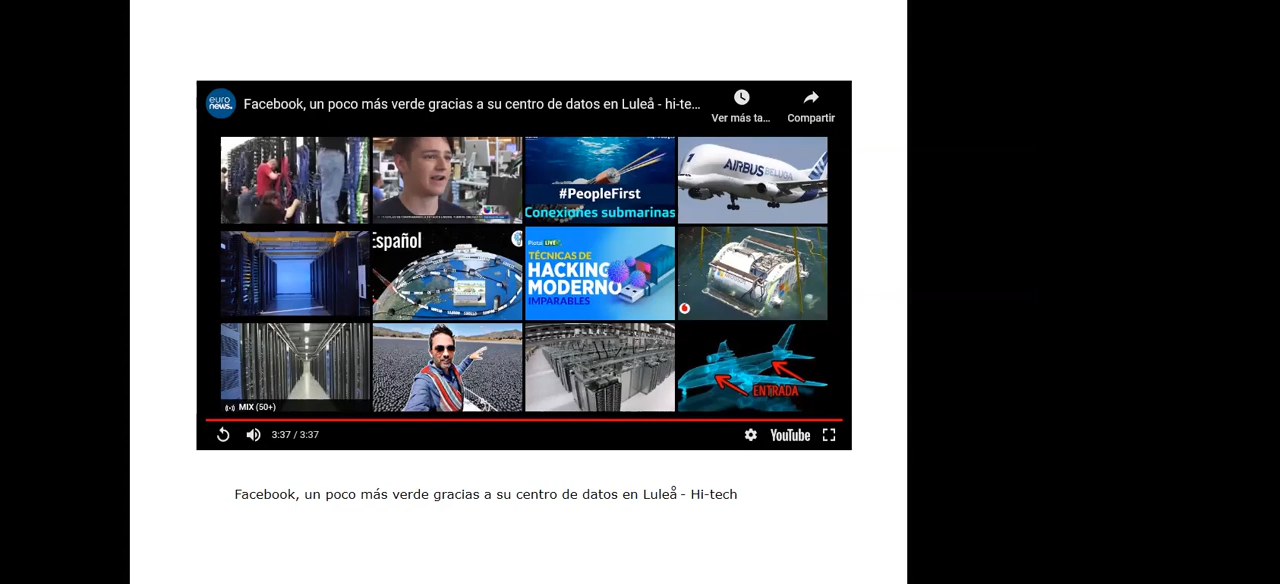 euro
news.
Facebook, un poco más verde gracias a su centro de datos en Luleå - hi-te...
Ver más ta...
Compartir
#PeopleFirst
Conexiones submarinas
AIRBUS BELUGA
Español
LIVE
TÉCNICAS DE
HACKING
MODERNO
IMPARABLES
MIX (50+)
ENTRADA
3:37 / 3:37
YouTube
Facebook, un poco más verde gracias a su centro de datos en Luleå - Hi-tech